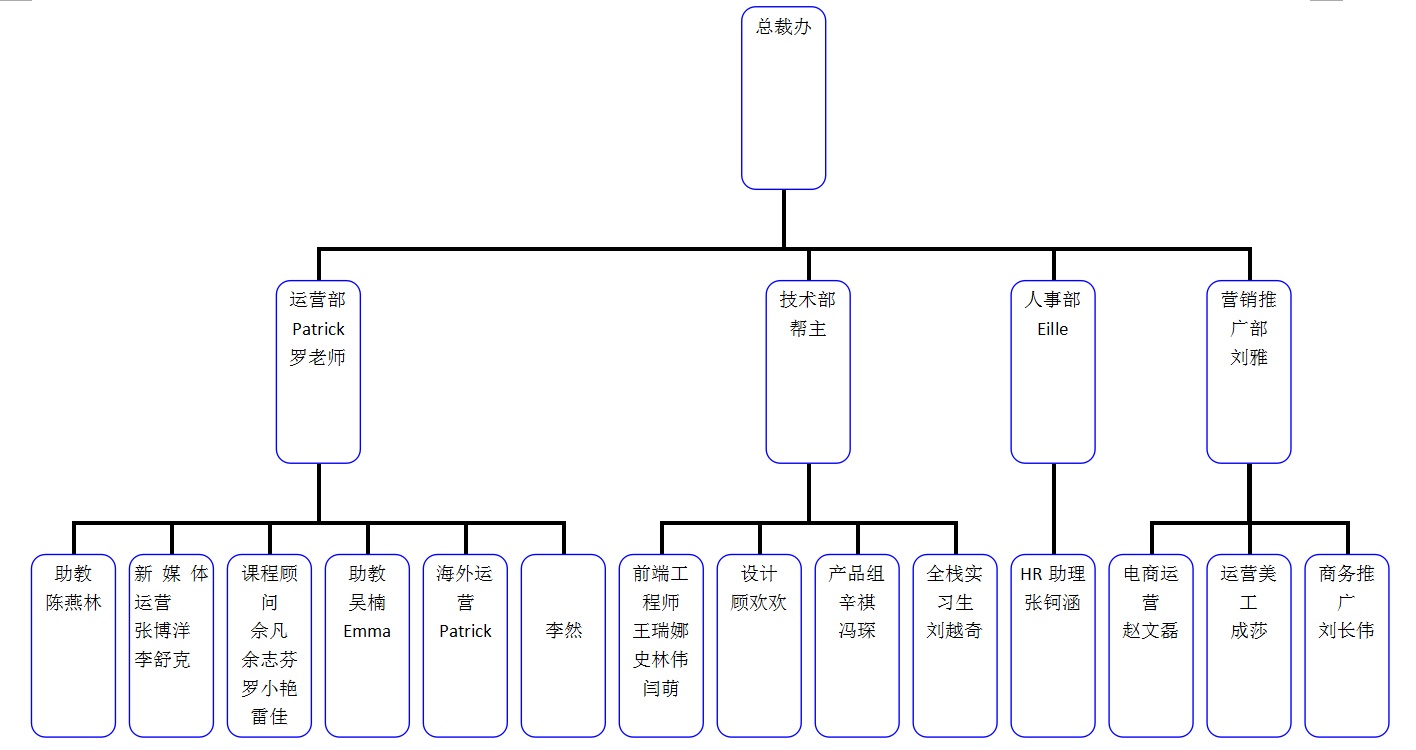 总裁办
运营部
Patrick
罗老师
技术部
帮主
人事部
Eille
营销推
广部
刘雅
助教
陈燕林
新 媒 体
运营
张博洋
李舒克
课程顾
问
余凡
余志芬
罗小艳
雷佳
助教
吴楠
Emma
海外运
营
Patrick
李然
前端工
程师
王瑞娜
史林伟
闫萌
设计
顾欢欢
产品组
辛祺
冯琛
全栈实
习生
刘越奇
HR 助理
张钶涵
电商运
营
赵文磊
运营美
工
成莎
商务推
广
刘长伟